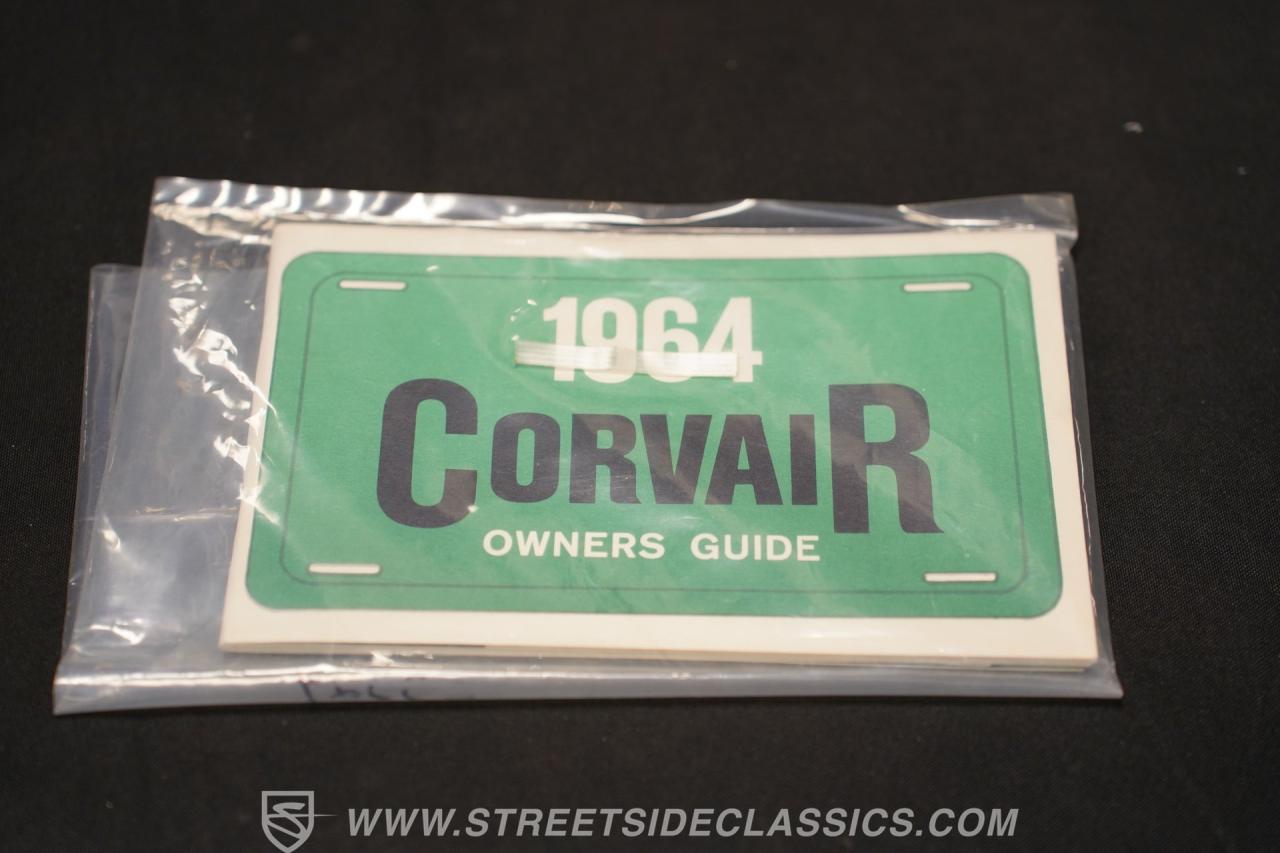 1964
CORVAIR
OWNERS GUIDE
WWW.STREETSIDECLASSICS.COM